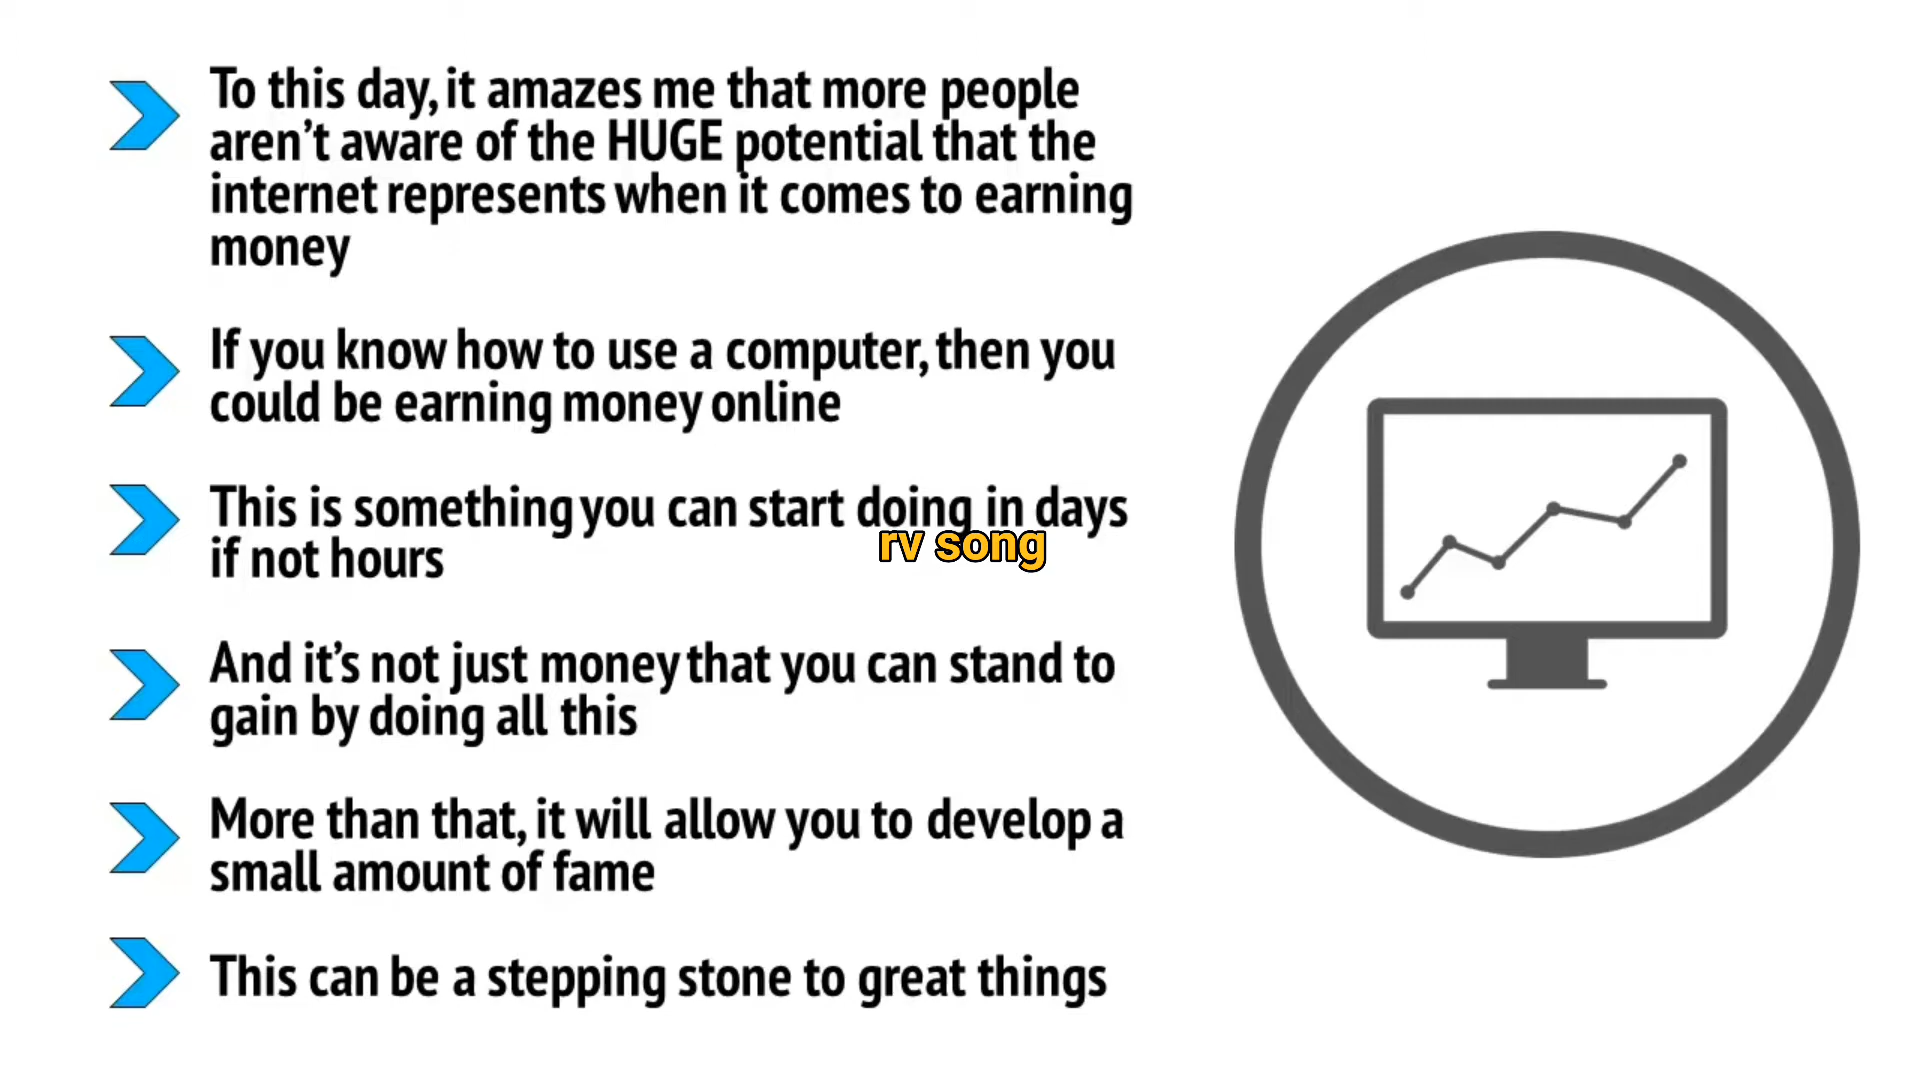 To this day, it amazes me that more people
aren't aware of the HUGE potential that the
internet represents when it comes to earning
money
If you know how to use a computer, then you
could be earning money online
This is something you can start doing in days
if not hours
rv song
And it's not just money that you can stand to
gain by doing all this
More than that, it will allow you to develop a
small amount of fame
This can be a stepping stone to great things